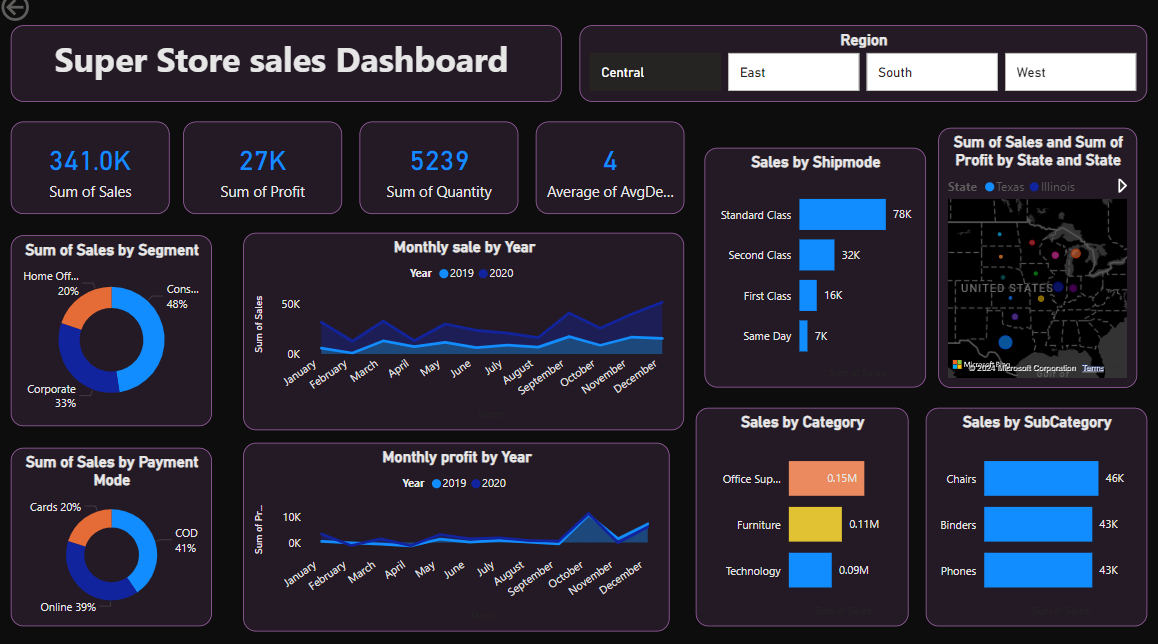 Super Store sales Dashboard
Region
Central
East
South
West
341.0K
Sum of Sales
27K
Sum of Profit
5239
Sum of Quantity
4
Average of AvgDe...
Sum of Sales by Segment
Home Off...
20%
Cons...
48%
Corporate
33%
Monthly sale by Year
Year 2019 2020
Sum of Sales
50K
0K
January
February
March
April
May
June
July
August
September
October
November
December
Sales by Shipmode
Standard Class
78K
Second Class
32K
First Class
16K
Same Day
7K
Sum of Sales and Sum of
Profit by State and State
State Texas Illinois
UNITED STATES
Microsoft Bing
© 2024 Microsoft Corporation Terms
Sum of Sales by Payment
Mode
Cards 20%
COD
41%
Online 39%
Monthly profit by Year
Year 2019 2020
Sum of Pr...
10K
0K
January
February
March
April
May
June
July
August
September
October
November
December
Sales by Category
Office Sup...
0.15M
Furniture
0.11M
Technology
0.09M
Sales by SubCategory
Chairs
46K
Binders
43K
Phones
43K